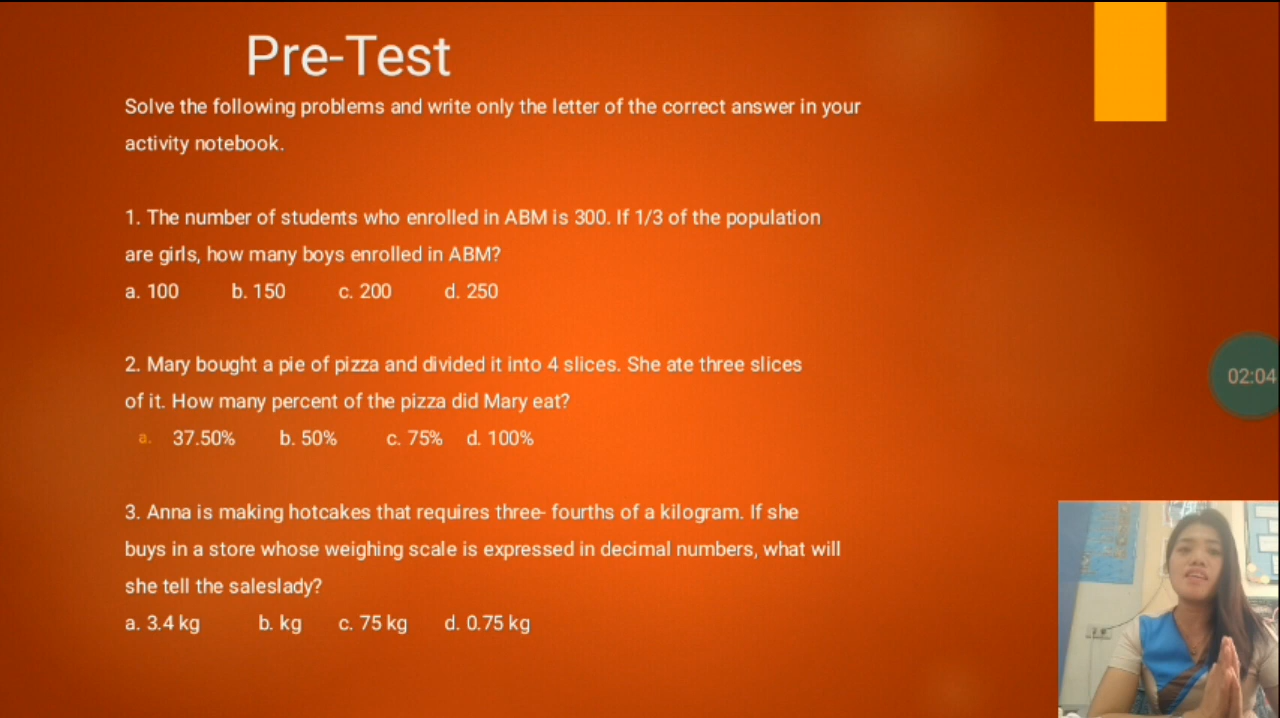 Pre-Test
Solve the following problems and write only the letter of the correct answer in your
activity notebook.
1. The number of students who enrolled in ABM is 300. If 1/3 of the population
are girls, how many boys enrolled in ABM?
a. 100 b. 150 c. 200 d. 250
2. Mary bought a pie of pizza and divided it into 4 slices. She ate three slices
of it. How many percent of the pizza did Mary eat?
a. 37.50% b. 50% c. 75% d. 100%
3. Anna is making hotcakes that requires three- fourths of a kilogram. If she
buys in a store whose weighing scale is expressed in decimal numbers, what will
she tell the saleslady?
a. 3.4 kg b. kg c. 75 kg d. 0.75 kg
02:04